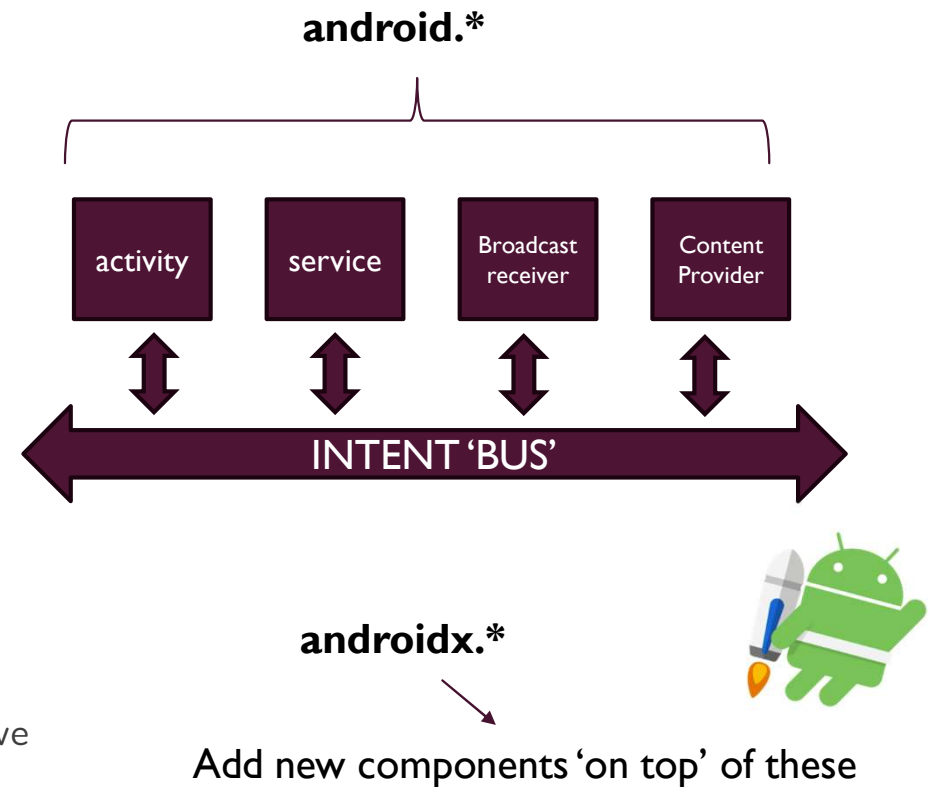 android.*
activity
service
Broadcast
receiver
Content
Provider
INTENT ‘BUS’
androidx.*
Add new components ‘on top’ of these